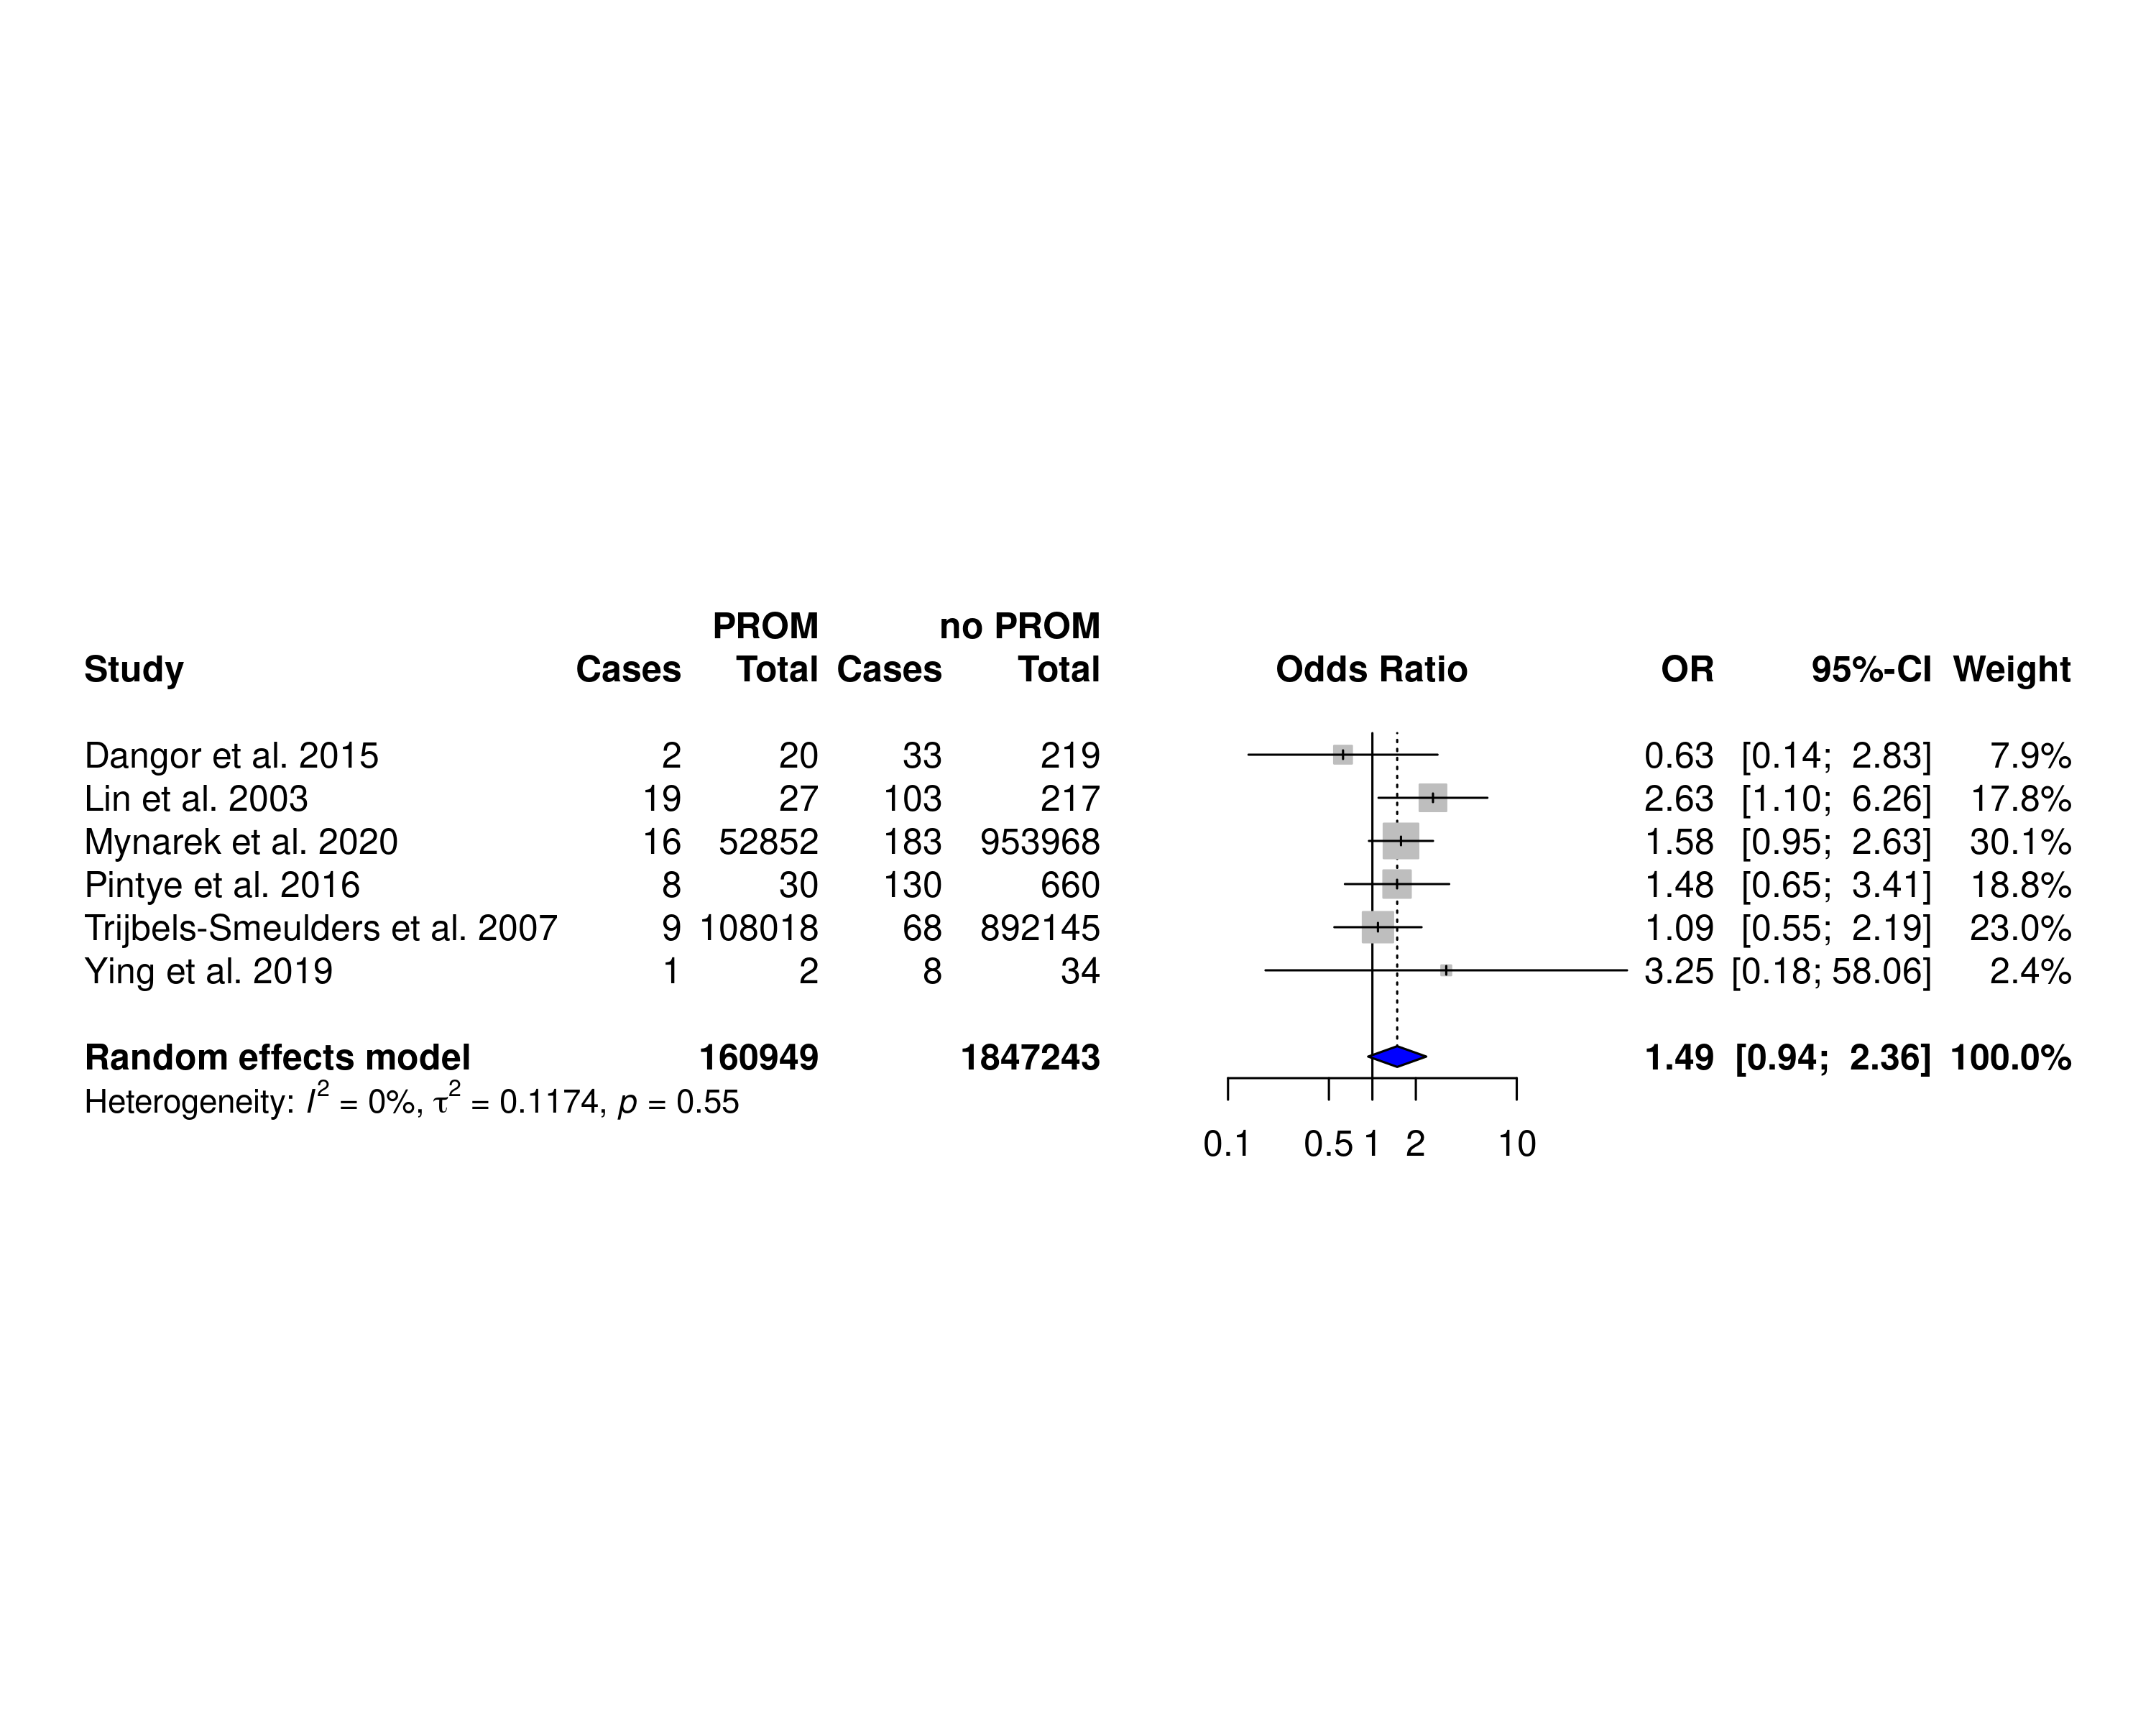 PROM no PROM
Study Cases Total Cases Total Odds Ratio OR 95%-CI Weight
Dangor et al. 2015 2 20 33 219 0.63 [0.14; 2.83] 7.9%
Lin et al. 2003 19 27 103 217 2.63 [1.10; 6.26] 17.8%
Mynarek et al. 2020 16 52852 183 953968 1.58 [0.95; 2.63] 30.1%
Pintye et al. 2016 8 30 130 660 1.48 [0.65; 3.41] 18.8%
Trijbels-Smeulders et al. 2007 9 108018 68 892145 1.09 [0.55; 2.19] 23.0%
Ying et al. 2019 1 2 8 34 3.25 [0.18; 58.06] 2.4%
Random effects model 160949 1847243 1.49 [0.94; 2.36] 100.0%
Heterogeneity: I² = 0%, τ² = 0.1174, p = 0.55
0.1 0.5 1 2 10